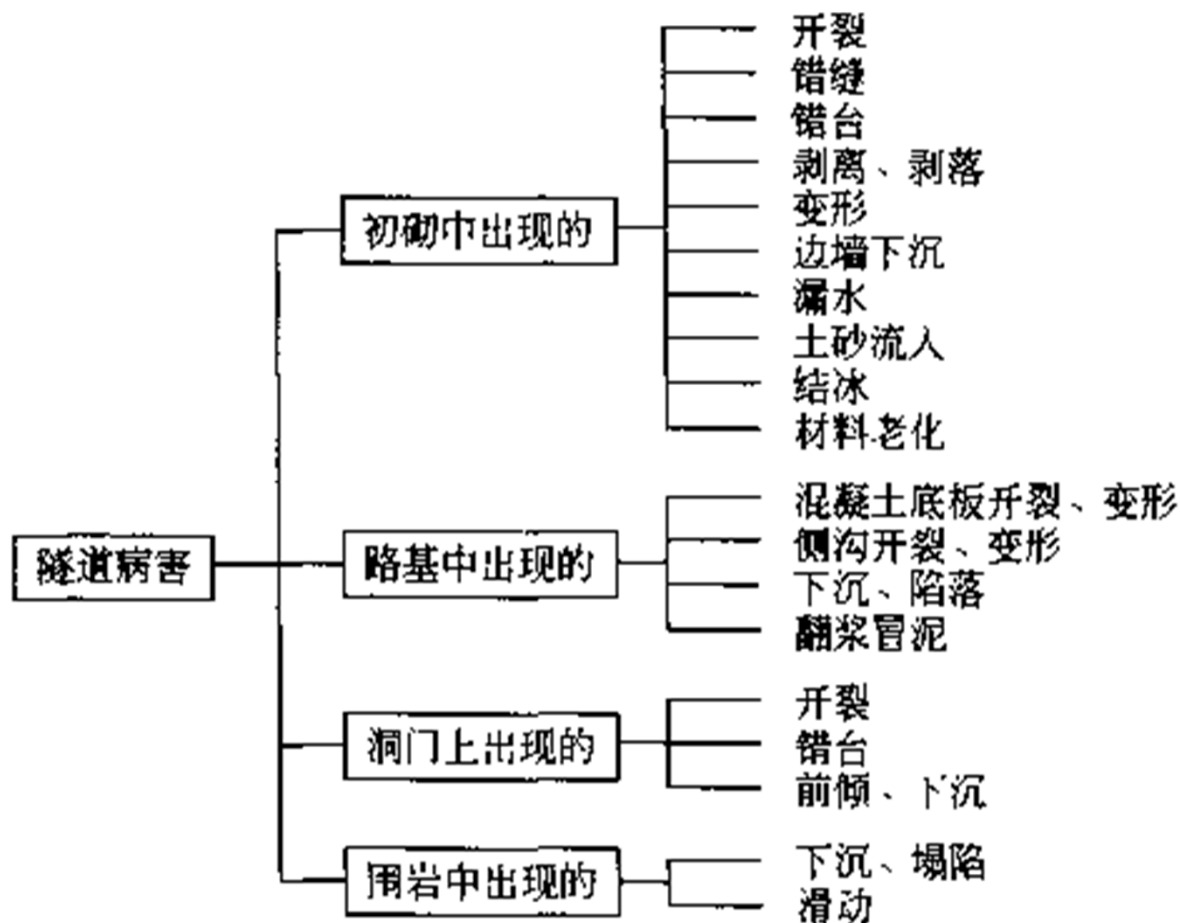 隧道病害
初砌中出现的
开裂
错缝
错台
剥离、剥落
变形
边墙下沉
漏水
土砂流入
结冰
材料老化
路基中出现的
混凝土底板开裂、变形
侧沟开裂、变形
下沉、陷落
翻浆冒泥
洞门上出现的
开裂
错台
前倾、下沉
围岩中出现的
下沉、塌陷
滑动